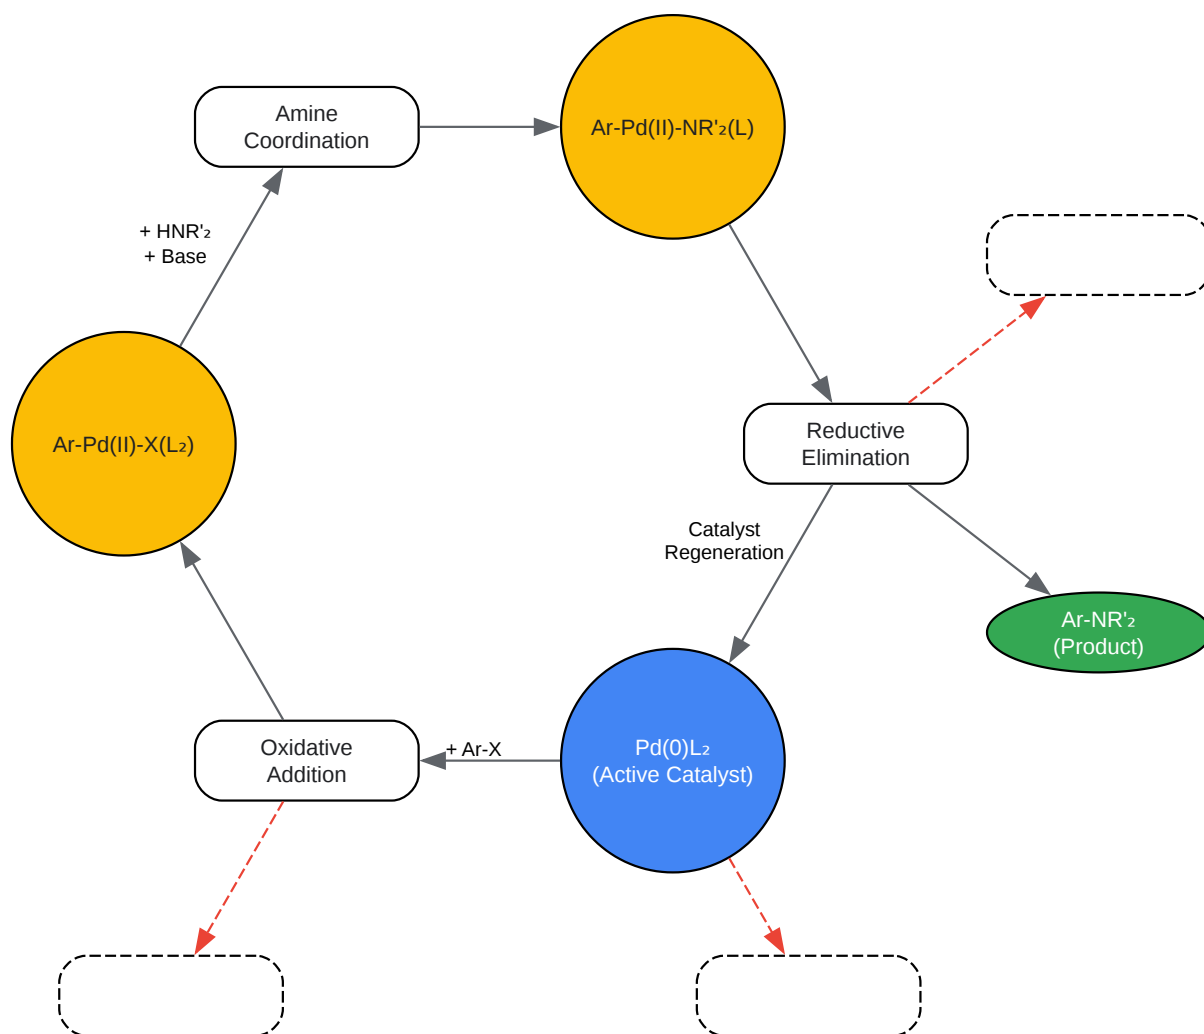 Amine
Coordination
Ar-Pd(II)-NR'₂(L)
+ HNR'₂
+ Base
Ar-Pd(II)-X(L₂)
Reductive
Elimination
Catalyst
Regeneration
Ar-NR'₂
(Product)
Oxidative
Addition
+ Ar-X
Pd(0)L₂
(Active Catalyst)